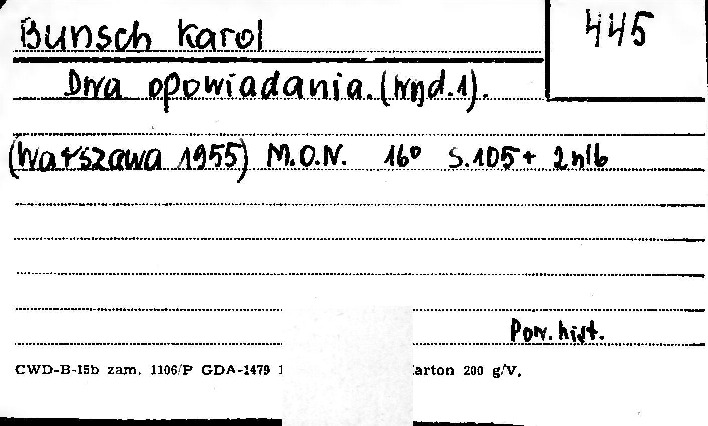 Bunsch Karol
445
Dwa opowiadania. (Wyd. 1).
(Warszawa 1955) M.O.N. 16° S. 105 + 2 nlb
Pow. hist.
CWD-B-15b zam. 1106/P GDA-1479 arton 200 g/V.